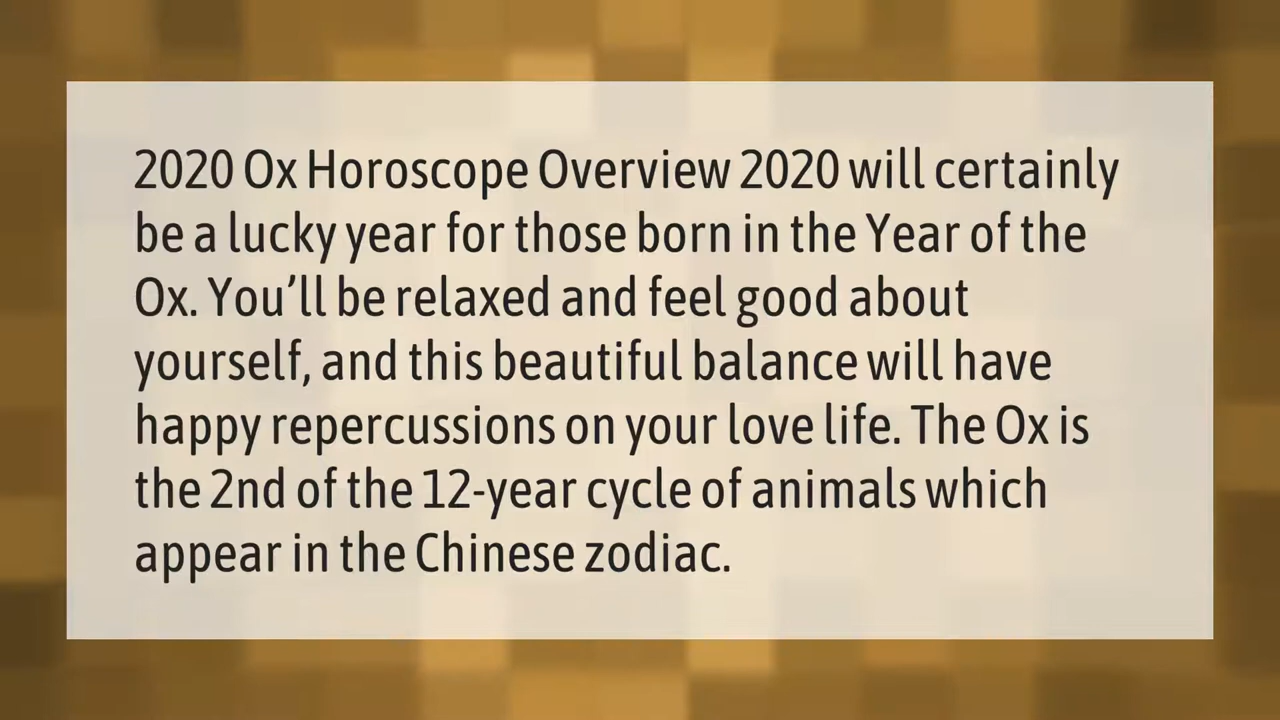 2020 Ox Horoscope Overview 2020 will certainly
be a lucky year for those born in the Year of the
Ox. You’ll be relaxed and feel good about
yourself, and this beautiful balance will have
happy repercussions on your love life. The Ox is
the 2nd of the 12-year cycle of animals which
appear in the Chinese zodiac.